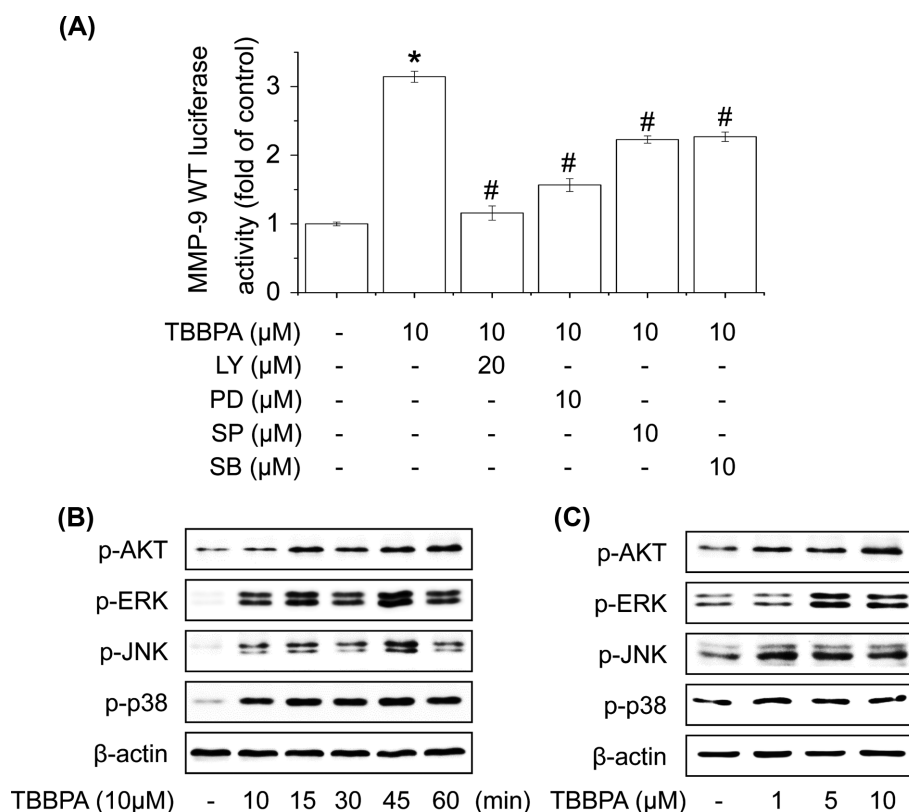 (A)
MMP-9 WT luciferase
activity (fold of control)
3
2
1
0
*
#
#
#
#
TBBPA (µM) - 10 10 10 10 10
LY (µM) - - 20 - - -
PD (µM) - - - 10 - -
SP (µM) - - - - 10 -
SB (µM) - - - - - 10
(B)
p-AKT
p-ERK
p-JNK
p-p38
β-actin
TBBPA (10µM) - 10 15 30 45 60 (min)
(C)
p-AKT
p-ERK
p-JNK
p-p38
β-actin
TBBPA (µM) - 1 5 10